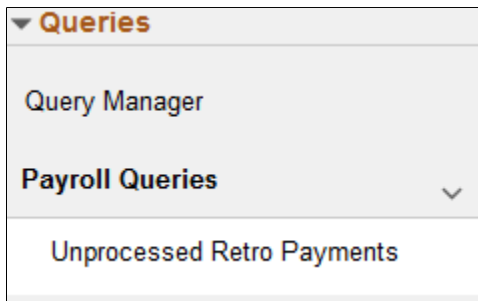 Queries
Query Manager
Payroll Queries
Unprocessed Retro Payments